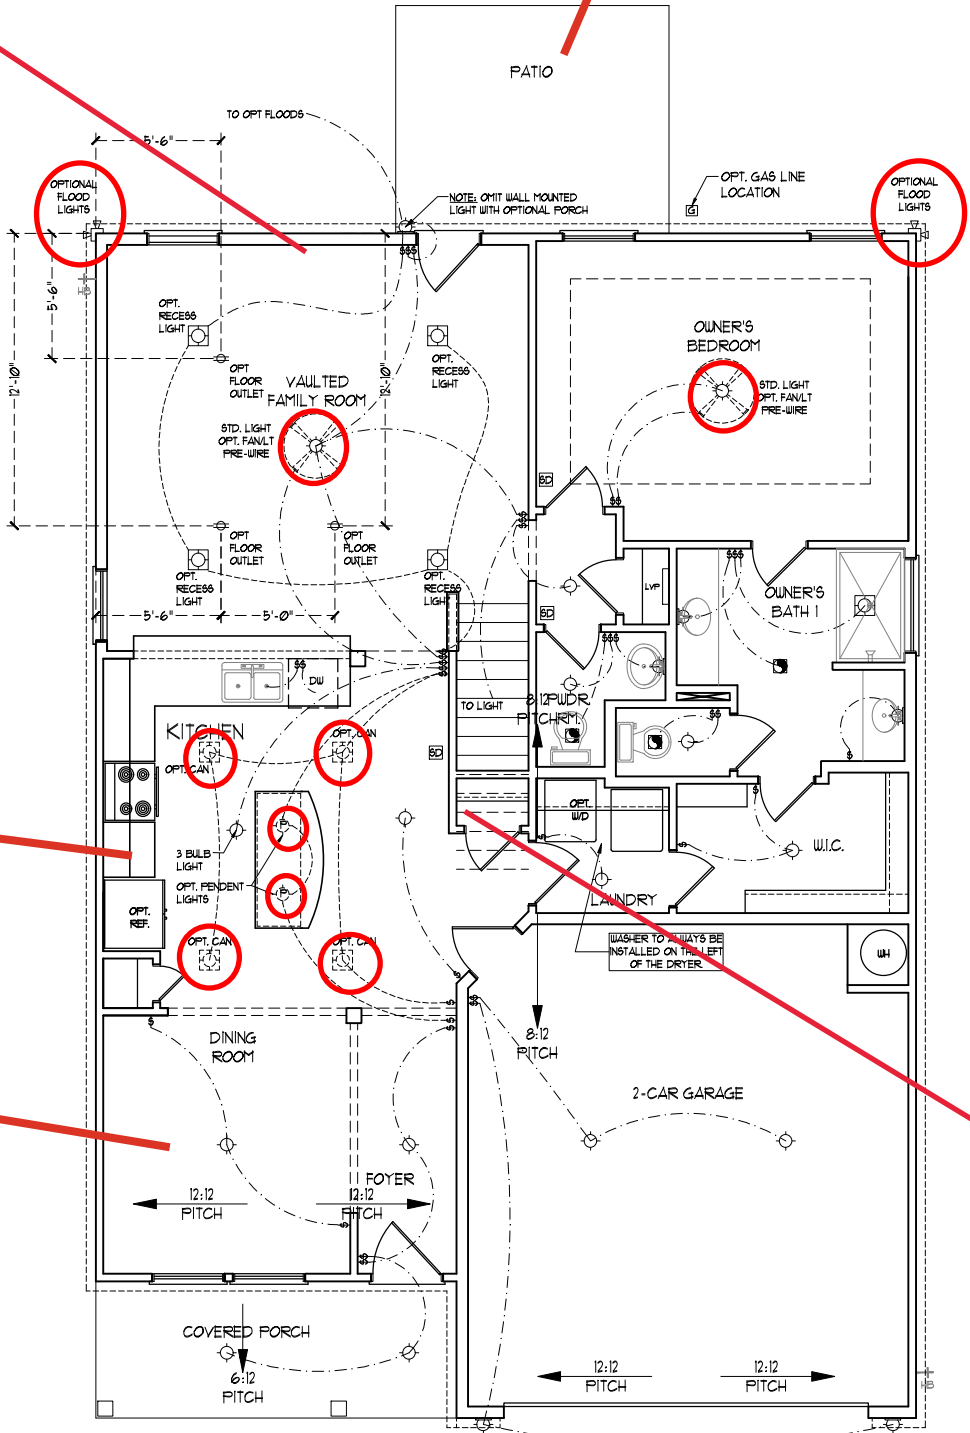 PATIO
TO OPT FLOODS
5'-6"
OPTIONAL
FLOOD
LIGHTS
NOTE: OMIT WALL MOUNTED
LIGHT WITH OPTIONAL PORCH
OPT. GAS LINE
LOCATION
G
OPTIONAL
FLOOD
LIGHTS
HB
5'-6"
12'-10"
12'-10"
OPT.
RECESS
LIGHT
OPT
FLOOR
OUTLET
VAULTED
FAMILY ROOM
OPT.
RECESS
LIGHT
STD. LIGHT
OPT. FAN/LT
PRE-WIRE
OWNER'S
BEDROOM
STD. LIGHT
OPT. FAN/LT
PRE-WIRE
SD
$$
$$$
$$$
OPT
FLOOR
OUTLET
OPT
FLOOR
OUTLET
OPT.
RECESS
LIGHT
OPT.
RECESS
LIGHT
5'-6"
5'-0"
SD
LVP
$$$
OWNER'S
BATH 1
$$$
DW
$$
TO LIGHT
8:12
PITCH
PWDR.
RM.
$$
KITCHEN
OPT. CAN
OPT. CAN
SD
$
OPT.
W/D
$
3 BULB
LIGHT
P
OPT. PENDENT
LIGHTS
P
W.I.C.
$
$
LAUNDRY
OPT.
REF.
OPT. CAN
OPT. CAN
WASHER TO ALWAYS BE
INSTALLED ON THE LEFT
OF THE DRYER
WH
$
$
$$
$
DINING
ROOM
8:12
PITCH
2-CAR GARAGE
FOYER
12:12
PITCH
12:12
PITCH
$
$$
COVERED PORCH
6:12
PITCH
12:12
PITCH
12:12
PITCH
HB